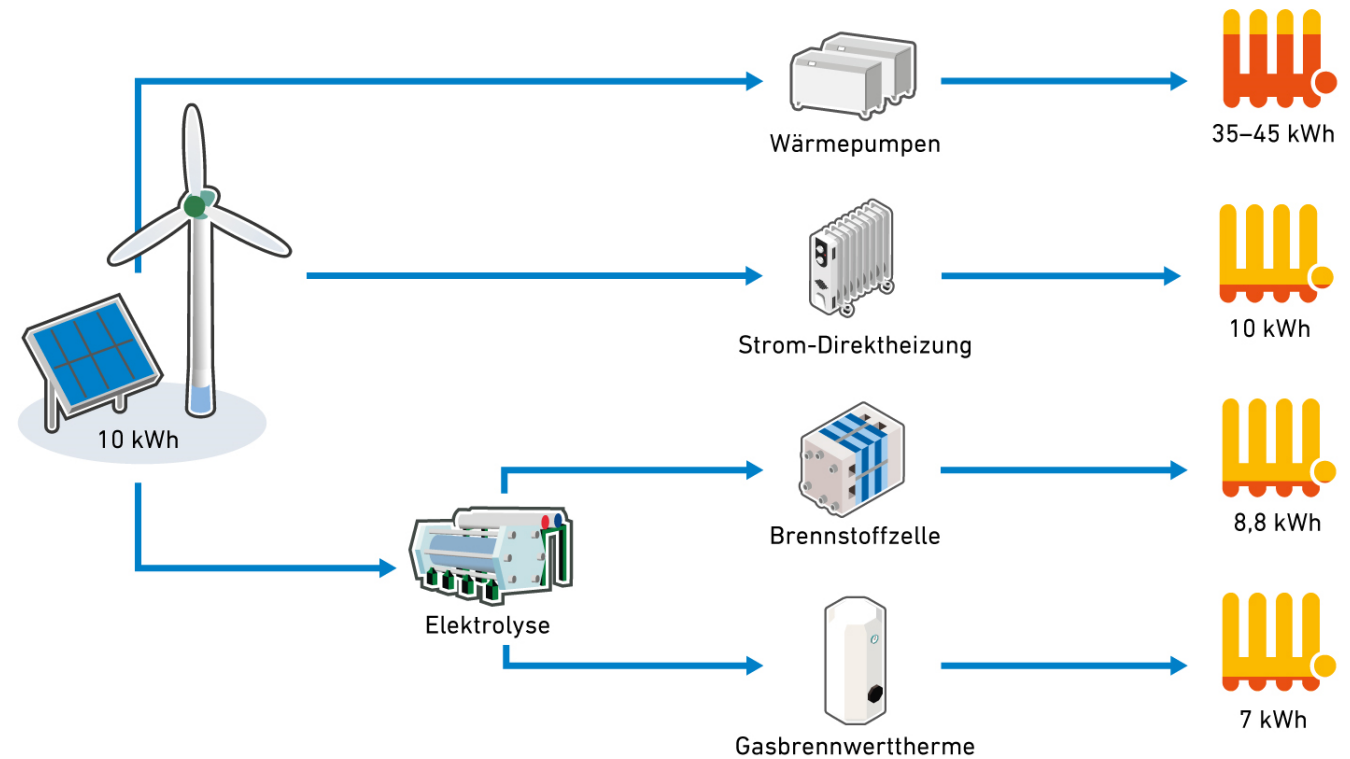 Wärmepumpen
35–45 kWh
Strom-Direktheizung
10 kWh
10 kWh
Brennstoffzelle
8,8 kWh
Elektrolyse
Gasbrennwerttherme
7 kWh